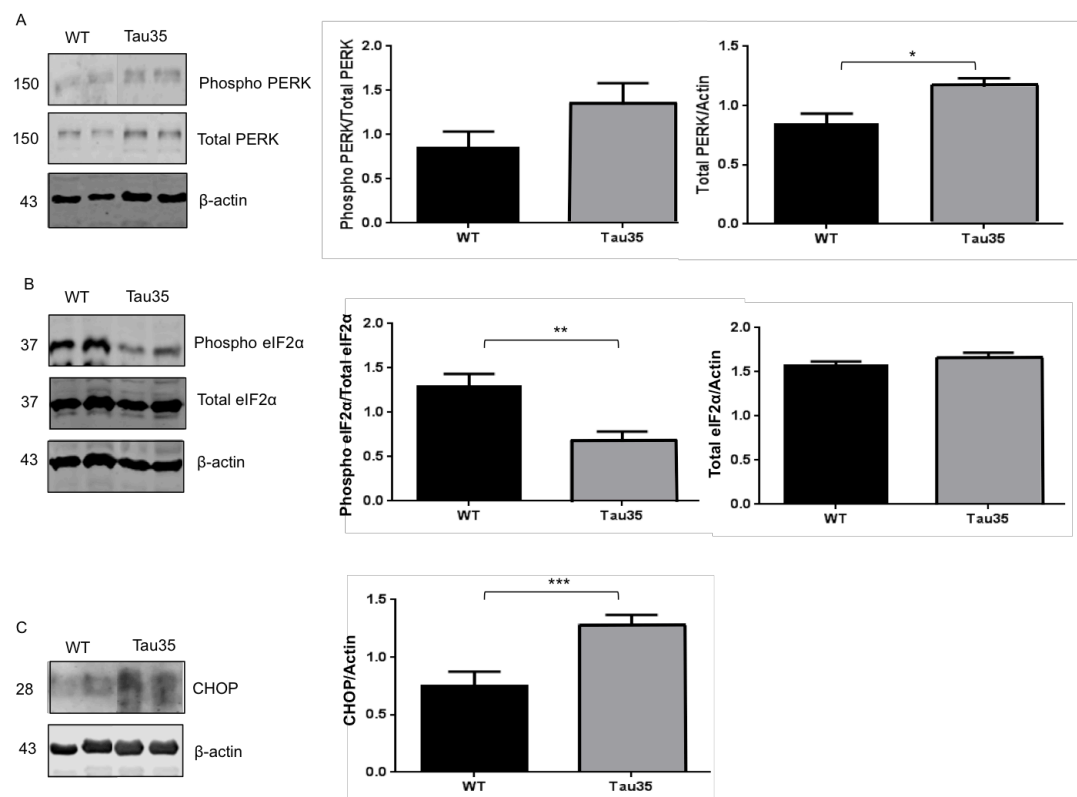 A
WT Tau35
150 Phospho PERK
150 Total PERK
43 β-actin
Phospho PERK/Total PERK
2.0
1.5
1.0
0.5
0.0
WT Tau35
Total PERK/Actin
1.5
1.0
0.5
0.0
*
WT Tau35
B
WT Tau35
37 Phospho eIF2α
37 Total eIF2α
43 β-actin
Phospho eIF2α/Total eIF2α
2.0
1.5
1.0
0.5
0.0
**
WT Tau35
Total eIF2α/Actin
2.0
1.5
1.0
0.5
0.0
WT Tau35
C
WT Tau35
28 CHOP
43 β-actin
CHOP/Actin
1.5
1.0
0.5
0.0
***
WT Tau35